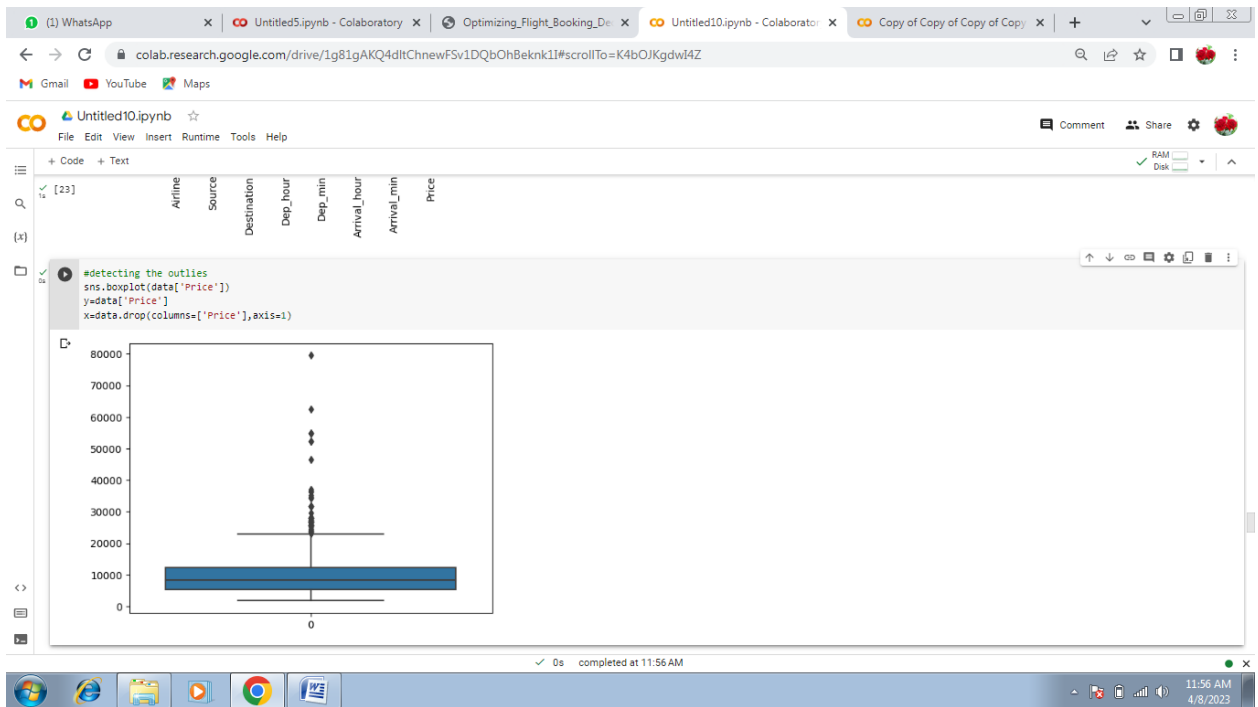 (1) WhatsApp
Untitled5.ipynb - Colaboratory
Optimizing_Flight_Booking_De
Untitled10.ipynb - Colaborator
Copy of Copy of Copy of Copy
colab.research.google.com/drive/1g81gAKQ4dItChnewFSv1DQbOhBeknk1I#scrollTo=K4bOJKgdwI4Z
Gmail YouTube Maps
Untitled10.ipynb
File Edit View Insert Runtime Tools Help
Comment Share
+ Code + Text
RAM
Disk
[23]
1s
Airline
Source
Destination
Dep_hour
Dep_min
Arrival_hour
Arrival_min
Price
{x}
0s
#detecting the outlies
sns.boxplot(data['Price'])
y=data['Price']
x=data.drop(columns=['Price'],axis=1)
80000
70000
60000
50000
40000
30000
20000
10000
0
0
0s completed at 11:56 AM
11:56 AM
4/8/2023